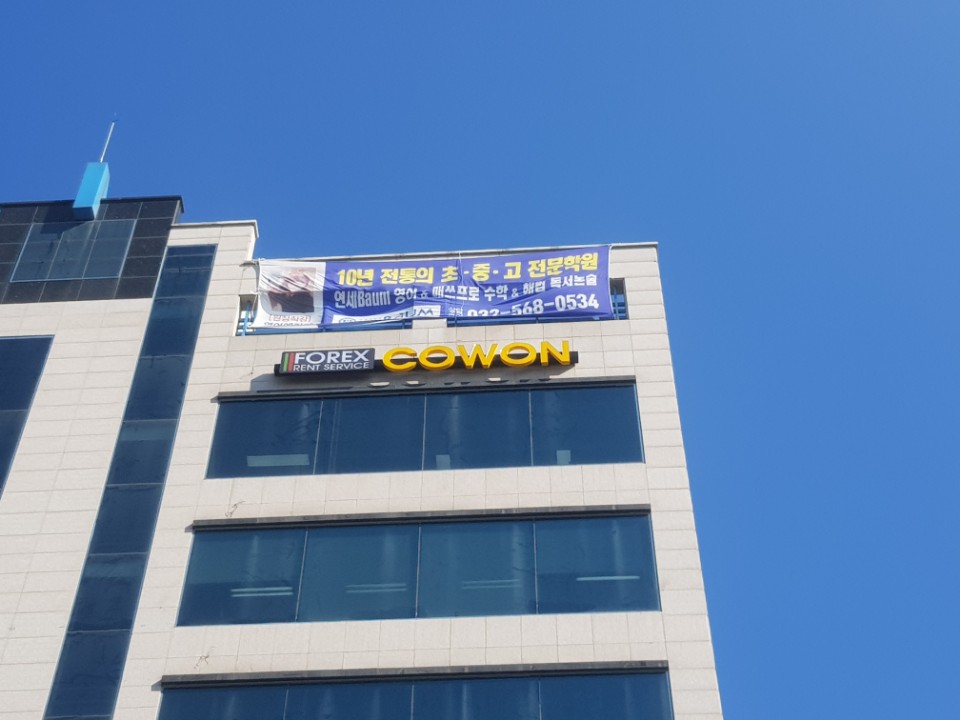 10년 전통의 초·중·고 전문학원
연세Baum 영어 & 매쓰프로 수학 & 해법 독서논술
032-568-0534
FOREX
RENT SERVICE
COWON